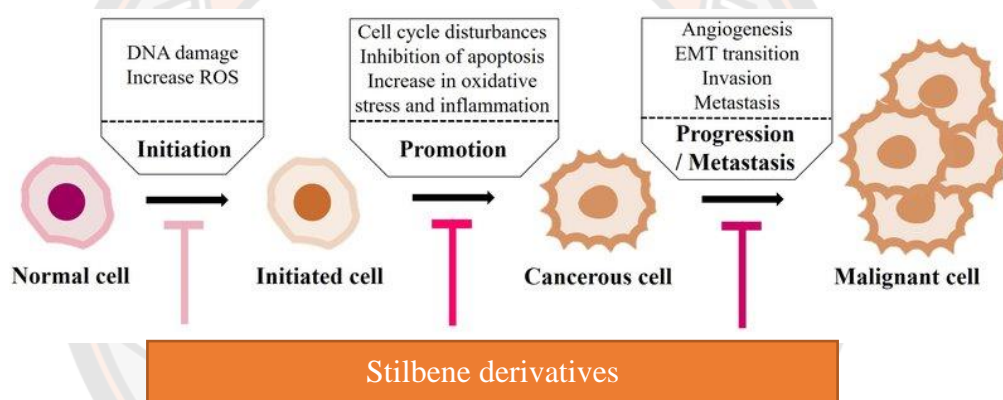 DNA damage
Increase ROS
Initiation
Cell cycle disturbances
Inhibition of apoptosis
Increase in oxidative
stress and inflammation
Promotion
Angiogenesis
EMT transition
Invasion
Metastasis
Progression
/ Metastasis
Normal cell
Initiated cell
Cancerous cell
Malignant cell
Stilbene derivatives